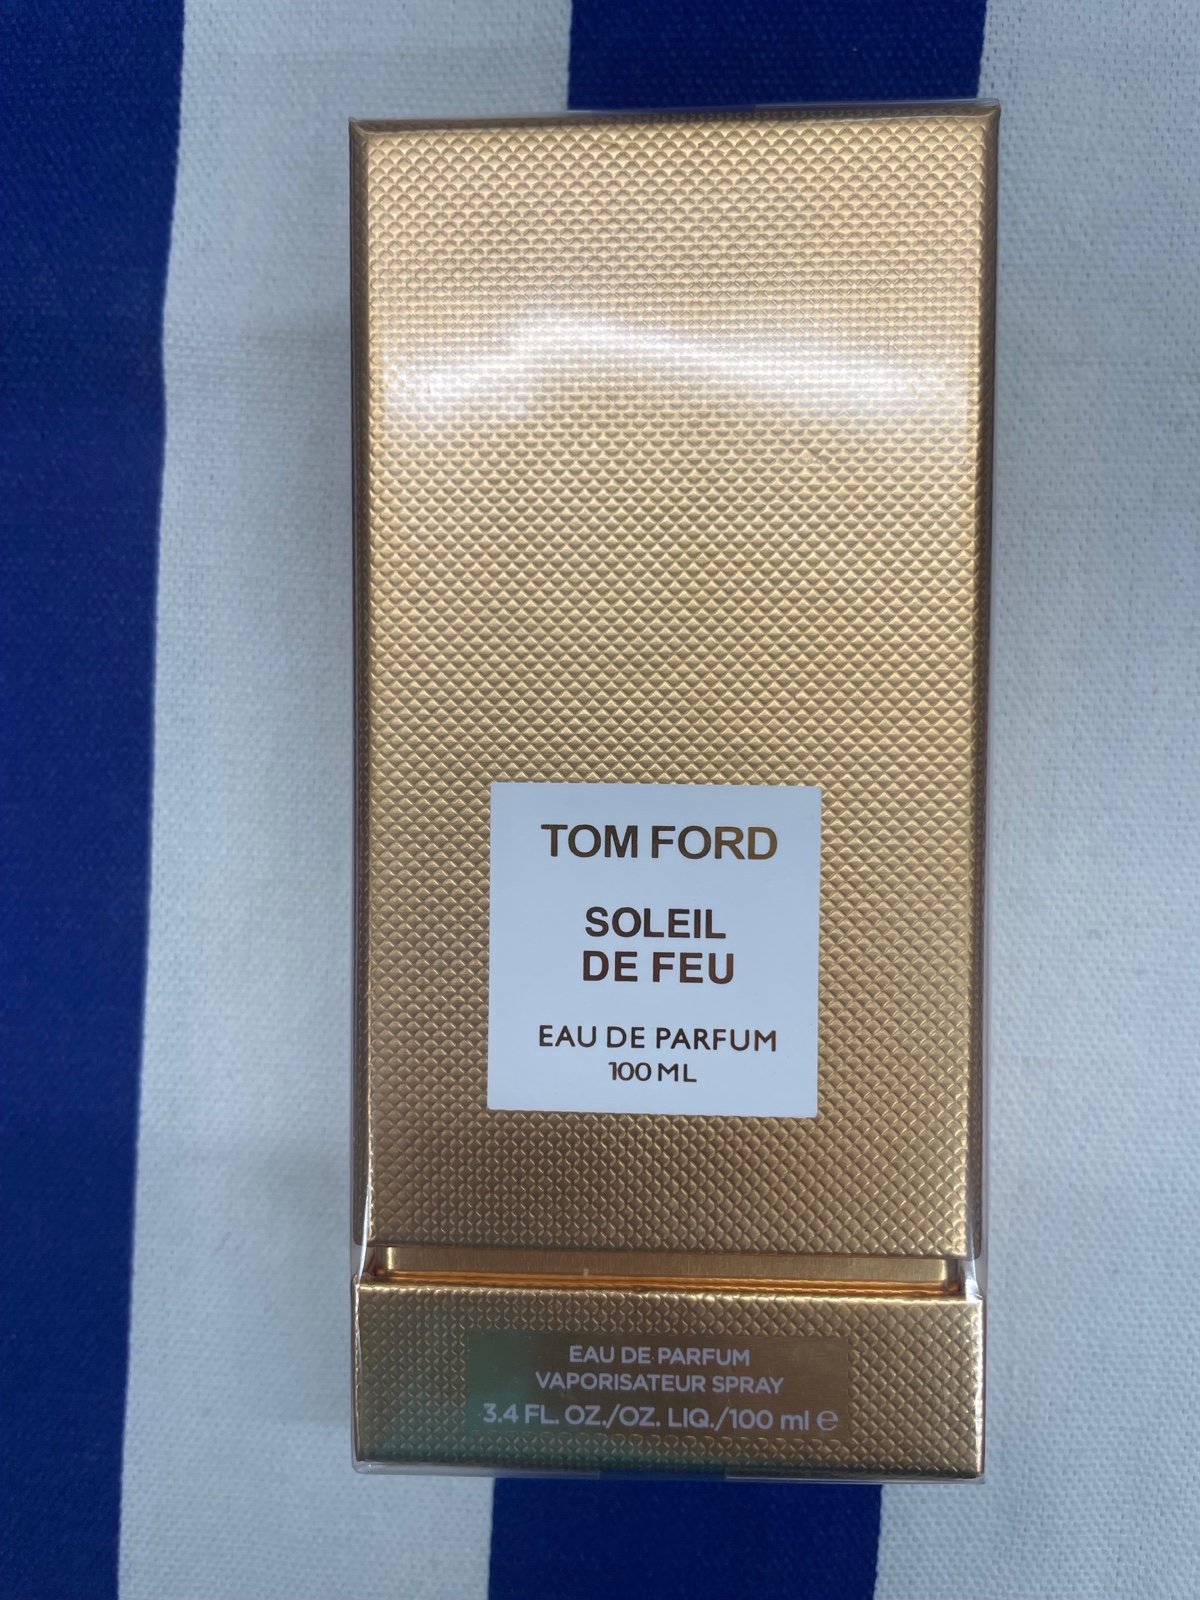 TOM FORD
SOLEIL
DE FEU
EAU DE PARFUM
100 ML
EAU DE PARFUM
VAPORISATEUR SPRAY
3.4 FL. OZ./OZ. LIQ./100 ml ℮